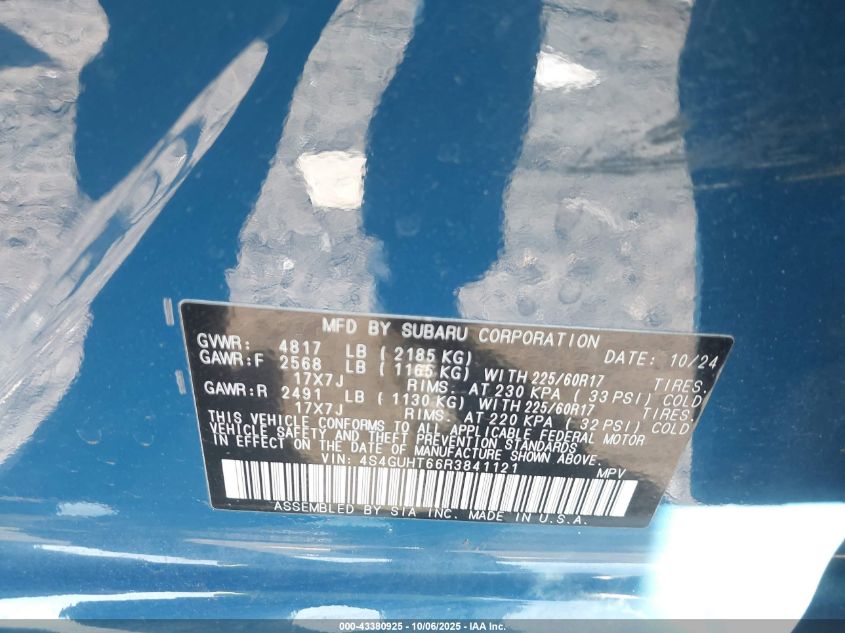 MFD BY SUBARU CORPORATION
GVWR: 4817 LB ( 2185 KG) DATE: 10/24
GAWR:F 2568 LB ( 1165 KG) WITH 225/60R17 TIRES.
17X7J RIMS. AT 230 KPA ( 33 PSI) COLD
GAWR:R 2491 LB ( 1130 KG) WITH 225/60R17 TIRES.
17X7J RIMS. AT 220 KPA ( 32 PSI) COLD
THIS VEHICLE CONFORMS TO ALL APPLICABLE FEDERAL MOTOR
VEHICLE SAFETY AND THEFT PREVENTION STANDARDS
IN EFFECT ON THE DATE OF MANUFACTURE SHOWN ABOVE.
VIN: 4S4GUHT66R3841121 MPV
ASSEMBLED BY SIA INC. MADE IN U.S.A.
000-43380925 - 10/06/2025 - IAA Inc.